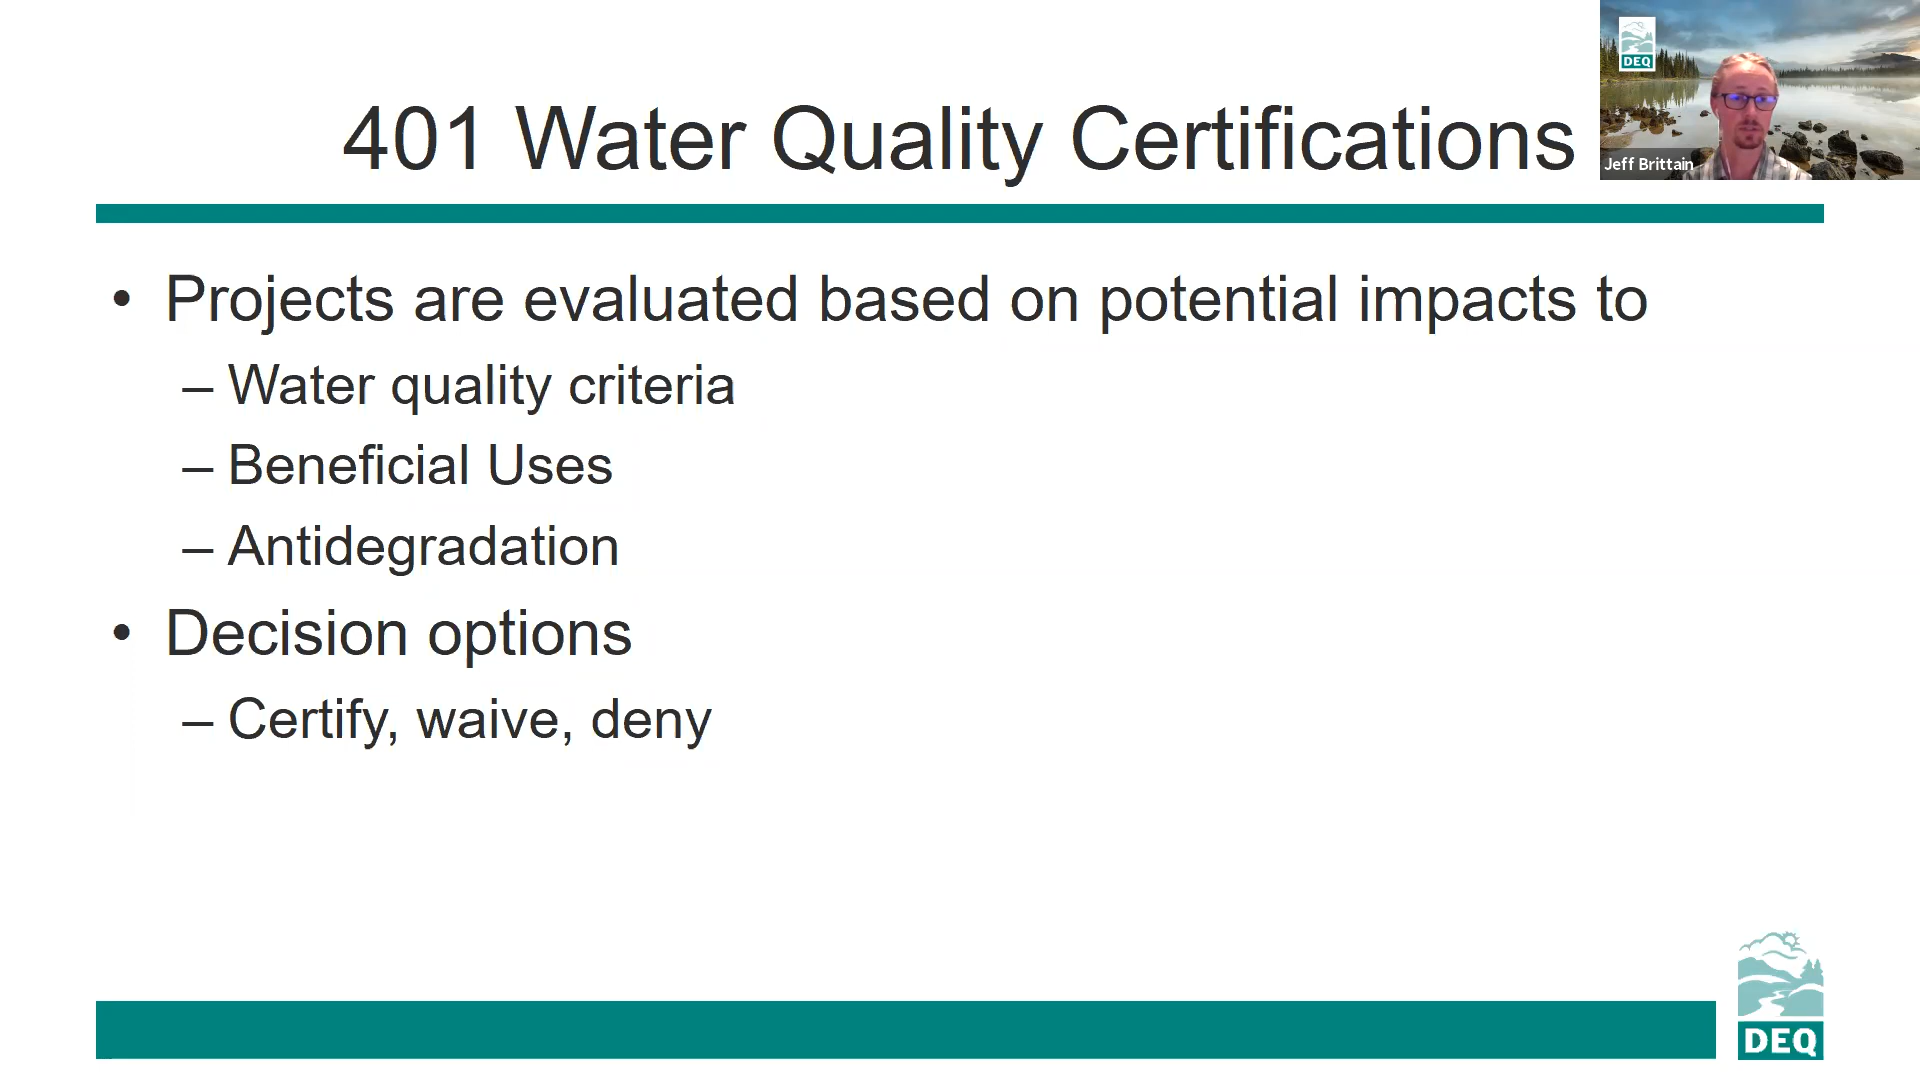 401 Water Quality Certifications
DEQ
Jeff Brittain
• Projects are evaluated based on potential impacts to
– Water quality criteria
– Beneficial Uses
– Antidegradation
• Decision options
– Certify, waive, deny
DEQ